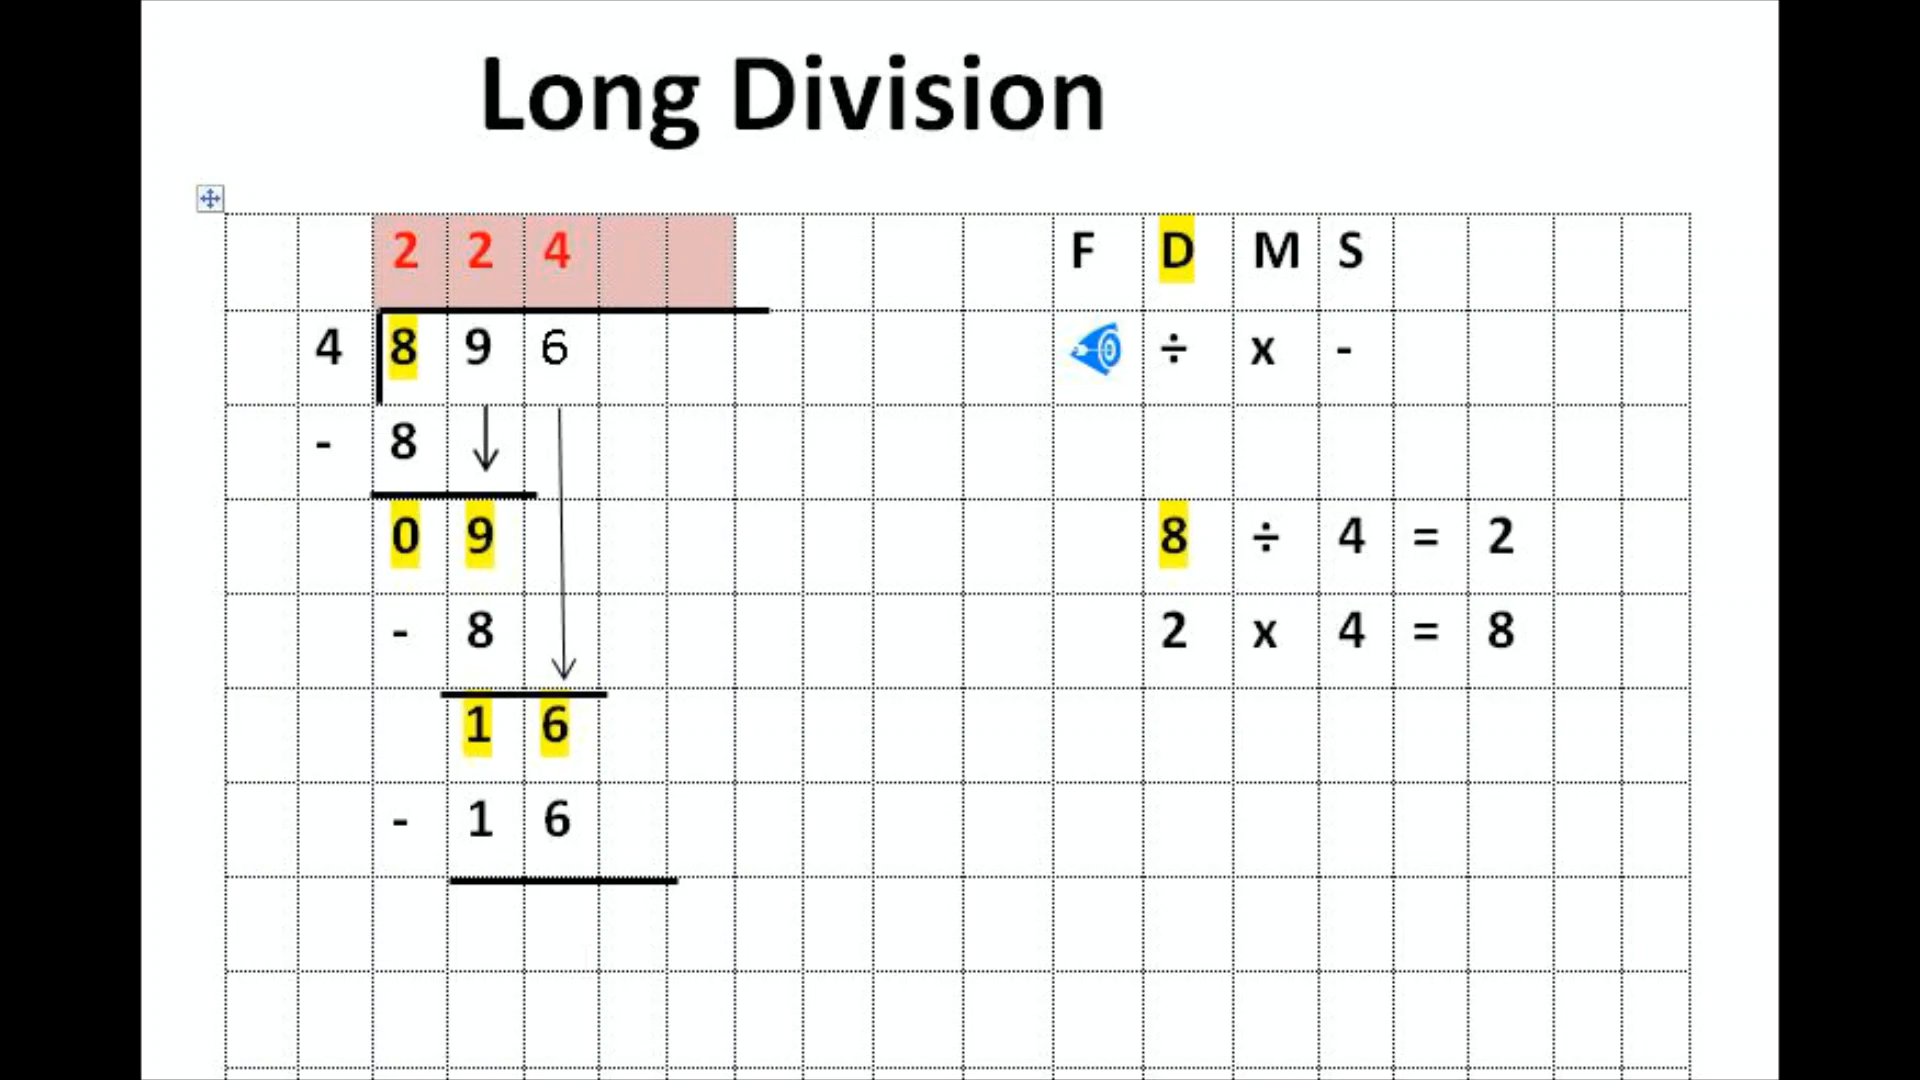 Long Division
2 2 4 F D M S
4 8 9 6 ÷ x -
- 8
0 9 8 ÷ 4 = 2
- 8 2 x 4 = 8
1 6
- 1 6